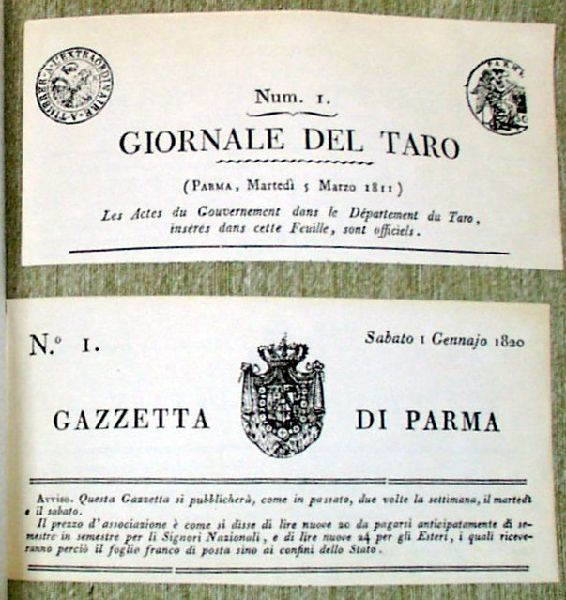 A TIMBRER A L'EXTRAORDINAIRE
PARME
Num. 1.
GIORNALE DEL TARO
(PARMA, Martedì 5 Marzo 1811)
Les Actes du Gouvernement dans le Département du Taro,
insérés dans cette Feuille, sont officiels.
N.º 1.
Sabato 1 Gennajo 1820
GAZZETTA DI PARMA
Avviso. Questa Gazzetta si pubblicherà, come in passato, due volte la settimana, il martedì
e il sabato.
Il prezzo d'associazione è come si disse di lire nuove 20 da pagarsi anticipatamente di se-
mestre in semestre per li Signori Nazionali, e di lire nuove 24 per gli Esteri, i quali riceve-
ranno perciò il foglio franco di posta sino ai confini dello Stato.